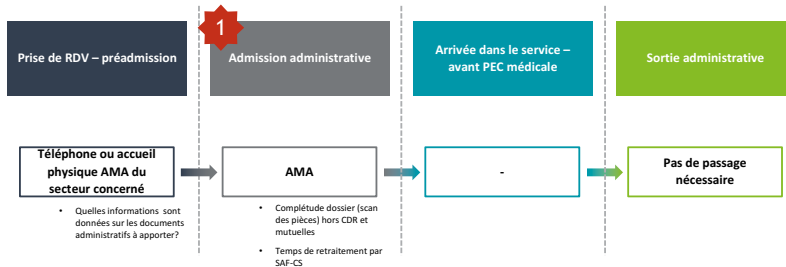 1
Prise de RDV – préadmission
Admission administrative
Arrivée dans le service –
avant PEC médicale
Sortie administrative
Téléphone ou accueil
physique AMA du
secteur concerné
AMA
-
Pas de passage
nécessaire
• Quelles informations sont
données sur les documents
administratifs à apporter?
• Complétude dossier (scan
des pièces) hors CDR et
mutuelles
• Temps de retraitement par
SAF-CS